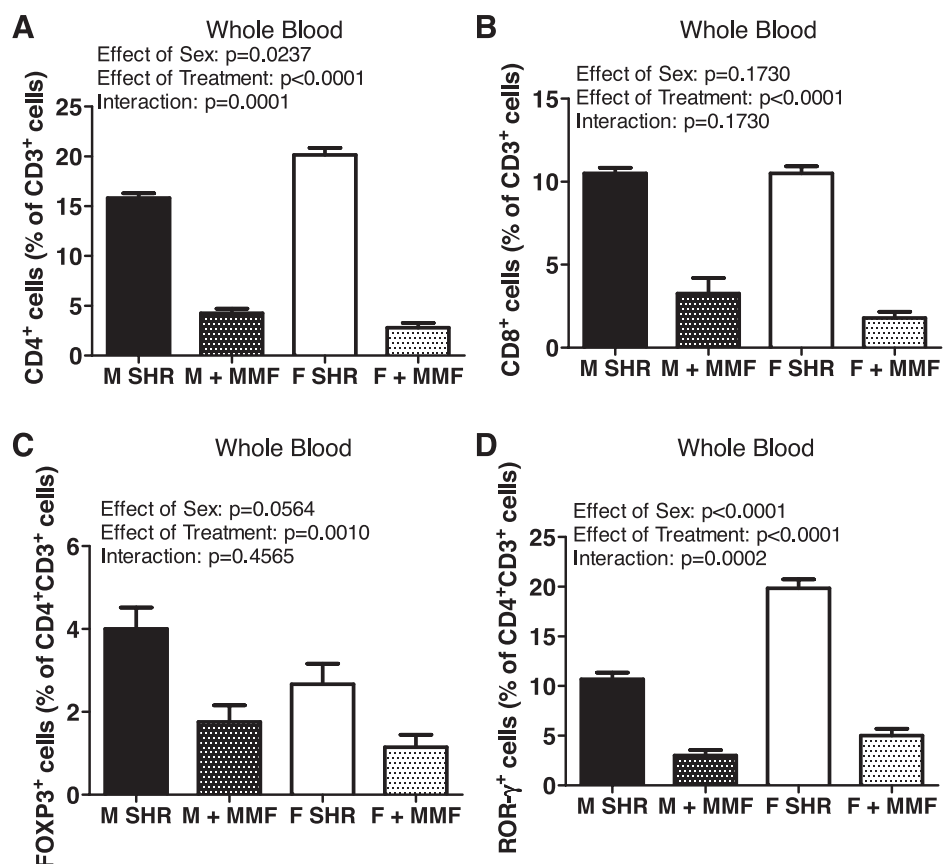 A
Whole Blood
Effect of Sex: p=0.0237
Effect of Treatment: p<0.0001
Interaction: p=0.0001
CD4⁺ cells (% of CD3⁺ cells)
25
20
15
10
5
0
M SHR M + MMF F SHR F + MMF
B
Whole Blood
Effect of Sex: p=0.1730
Effect of Treatment: p<0.0001
Interaction: p=0.1730
CD8⁺ cells (% of CD3⁺ cells)
15
10
5
0
M SHR M + MMF F SHR F + MMF
C
Whole Blood
Effect of Sex: p=0.0564
Effect of Treatment: p=0.0010
Interaction: p=0.4565
FOXP3⁺ cells (% of CD4⁺CD3⁺ cells)
6
4
2
0
M SHR M + MMF F SHR F + MMF
D
Whole Blood
Effect of Sex: p<0.0001
Effect of Treatment: p<0.0001
Interaction: p=0.0002
ROR-γ⁺ cells (% of CD4⁺CD3⁺ cells)
25
20
15
10
5
0
M SHR M + MMF F SHR F + MMF